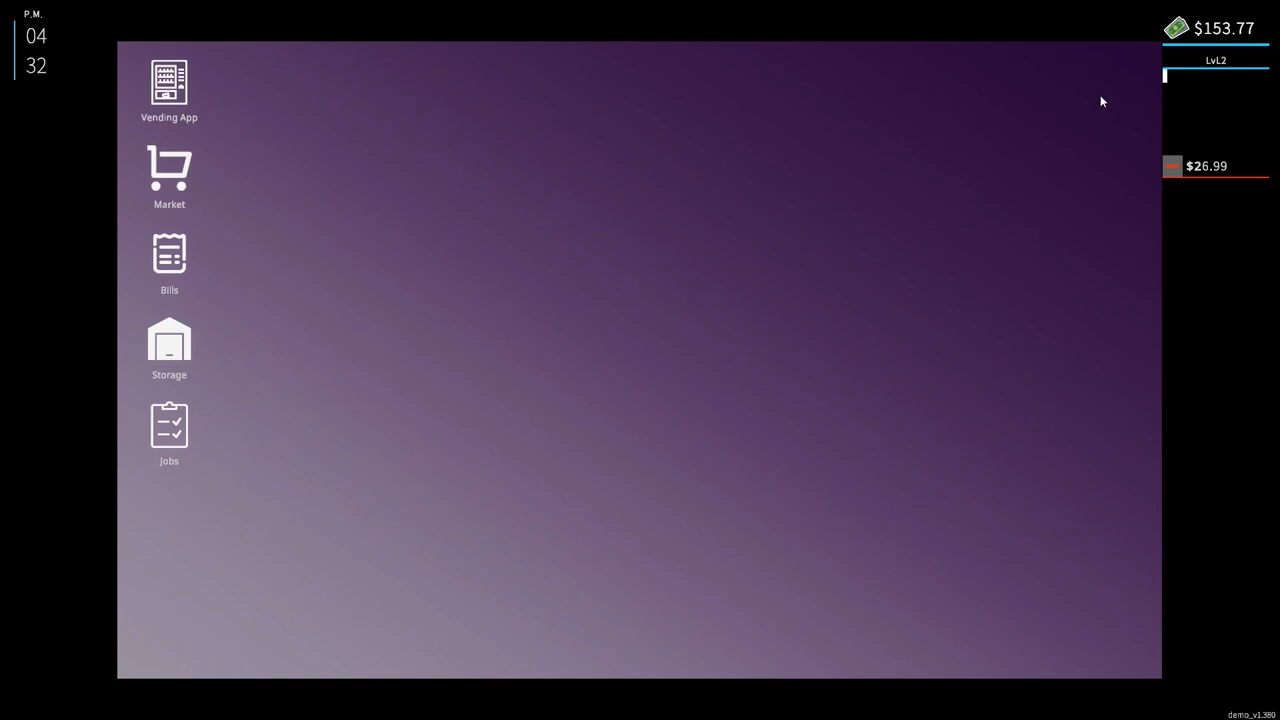 P.M.
04
32
$153.77
LvL2
$26.99
Vending App
Market
Bills
Storage
Jobs
demo_v1.380